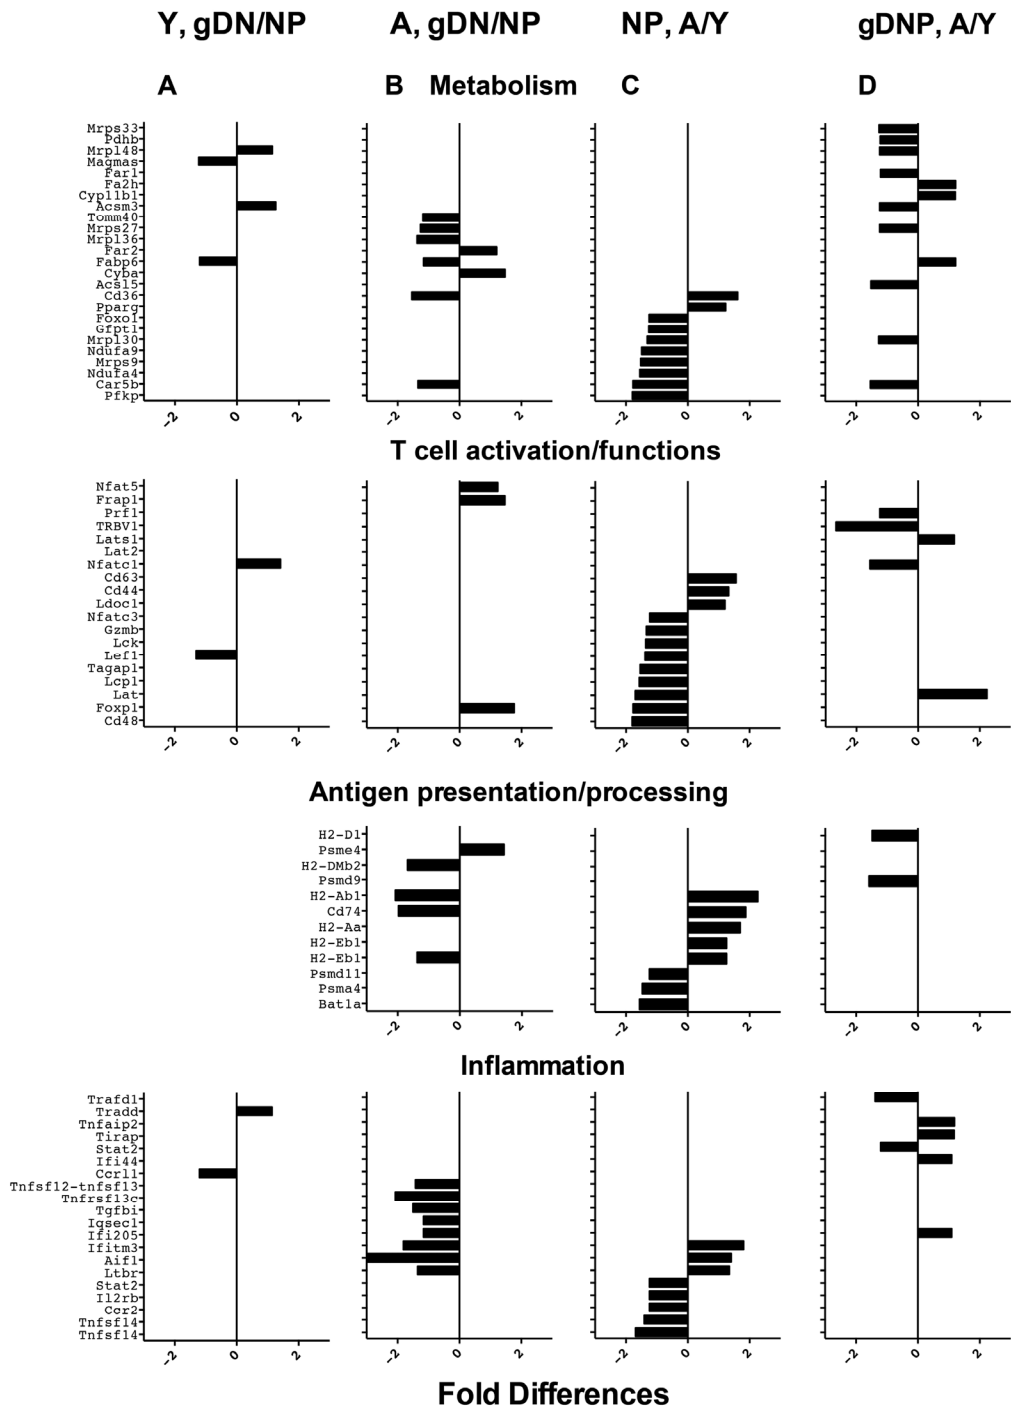 Y, gDN/NP A, gDN/NP NP, A/Y gDNP, A/Y
A B Metabolism C D
Mrps33
Pdhb
Mrpl48
Magmas
Far1
Fa2h
Cyp11b1
Acsm3
Tomm40
Mrps27
Mrpl36
Far2
Fabp6
Cyba
Acsl5
Cd36
Pparg
Foxo1
Gfpt1
Mrpl30
Ndufa9
Mrps9
Ndufa4
Car5b
Pfkp
-2 0 2 -2 0 2 -2 0 2 -2 0 2
T cell activation/functions
Nfat5
Frap1
Prf1
TRBV1
Lats1
Lat2
Nfatc1
Cd63
Cd44
Ldoc1
Nfatc3
Gzmb
Lck
Lef1
Tagap1
Lcp1
Lat
Foxp1
Cd48
-2 0 2 -2 0 2 -2 0 2 -2 0 2
Antigen presentation/processing
H2-D1
Psme4
H2-DMb2
Psmd9
H2-Ab1
Cd74
H2-Aa
H2-Eb1
H2-Eb1
Psmd11
Psma4
Bat1a
-2 0 2 -2 0 2 -2 0 2
Inflammation
Trafd1
Tradd
Tnfaip2
Tirap
Stat2
Ifi44
Ccrl1
Tnfsf12-tnfsf13
Tnfrsf13c
Tgfbi
Iqsec1
Ifi205
Ifitm3
Aif1
Ltbr
Stat2
Il2rb
Ccr2
Tnfsf14
Tnfsf14
-2 0 2 -2 0 2 -2 0 2 -2 0 2
Fold Differences